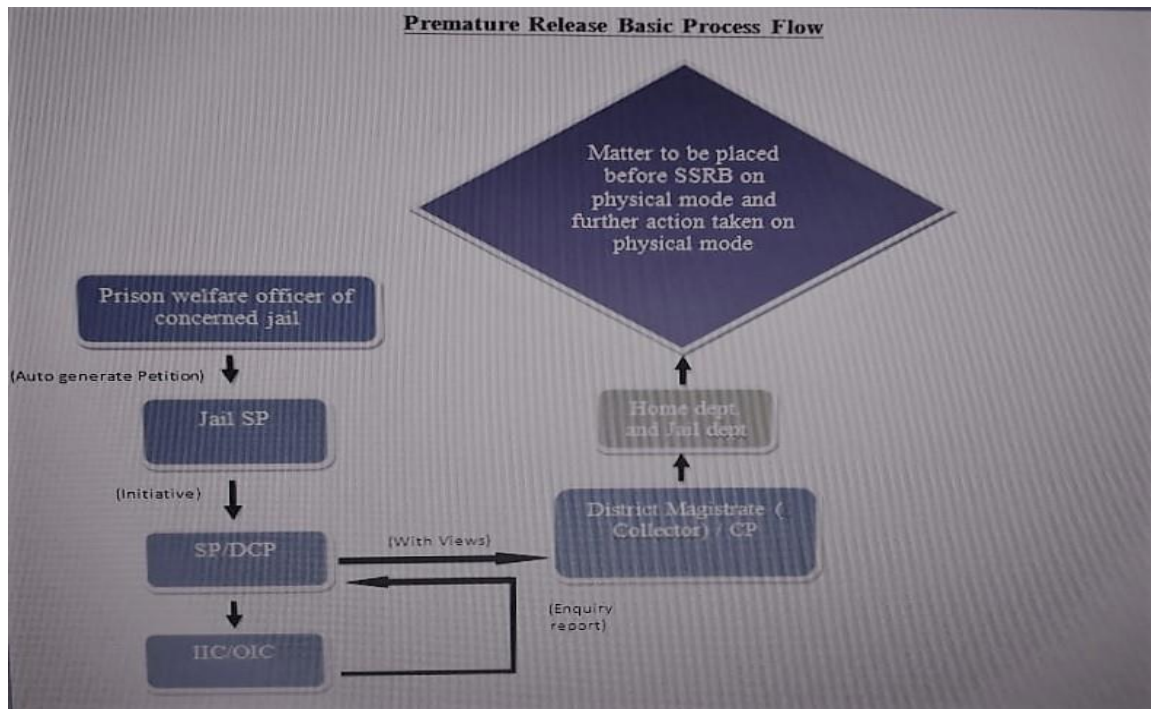 Premature Release Basic Process Flow
Matter to be placed
before SSRB on
physical mode and
further action taken on
physical mode
Prison welfare officer of
concerned jail
(Auto generate Petition)
Jail SP
(Initiative)
SP/DCP
IIC/OIC
(With Views)
(Enquiry
report)
District Magistrate (
Collector) / CP
Home dept.
and Jail dept